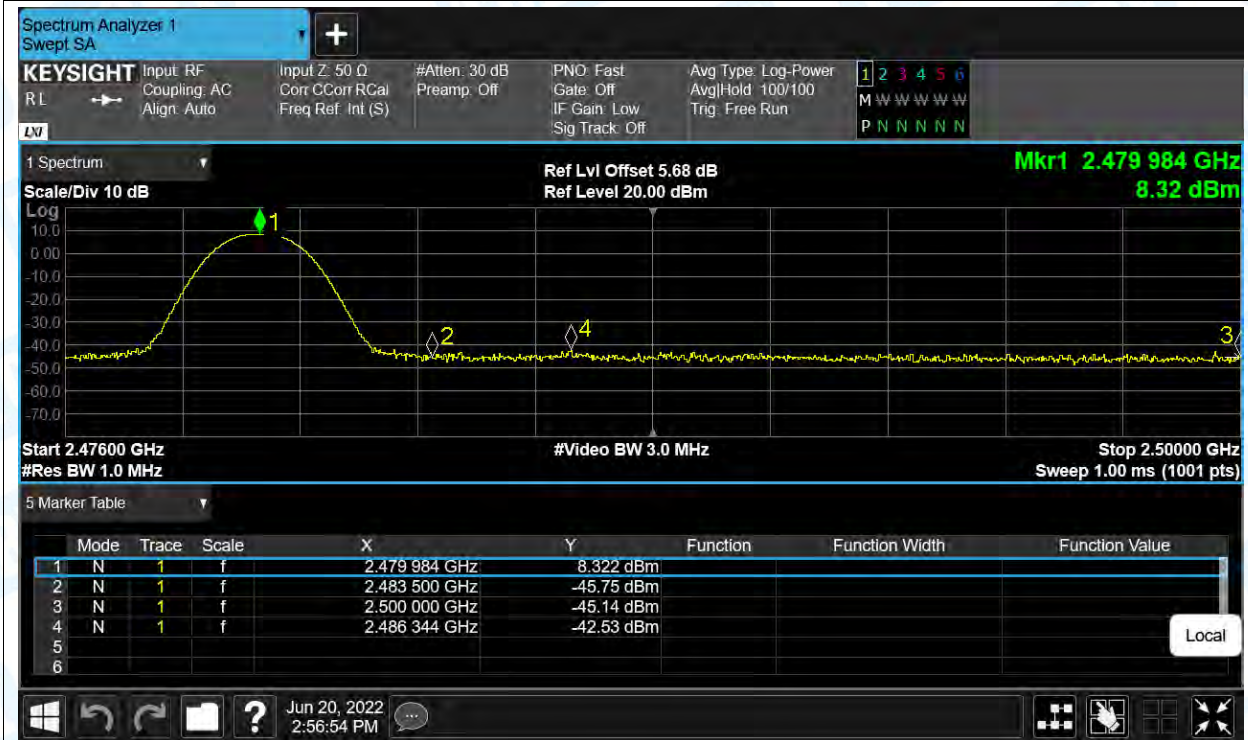 Spectrum Analyzer 1
Swept SA
+
KEYSIGHT Input: RF Input Z: 50 Ω #Atten: 30 dB PNO: Fast Avg Type: Log-Power 1 2 3 4 5 6
RL Coupling: AC Corr CCorr RCal Preamp: Off Gate: Off Avg|Hold: 100/100 M W W W W W
Align: Auto Freq Ref: Int (S) IF Gain: Low Trig: Free Run
LXI Sig Track: Off P N N N N N
1 Spectrum Ref Lvl Offset 5.68 dB Mkr1 2.479 984 GHz
Scale/Div 10 dB Ref Level 20.00 dBm 8.32 dBm
Log
10.0 1
0.00
-10.0
-20.0
-30.0
-40.0 2 4 3
-50.0
-60.0
-70.0
Start 2.47600 GHz #Video BW 3.0 MHz Stop 2.50000 GHz
#Res BW 1.0 MHz Sweep 1.00 ms (1001 pts)
5 Marker Table
Mode Trace Scale X Y Function Function Width Function Value
1 N 1 f 2.479 984 GHz 8.322 dBm
2 N 1 f 2.483 500 GHz -45.75 dBm
3 N 1 f 2.500 000 GHz -45.14 dBm
4 N 1 f 2.486 344 GHz -42.53 dBm
5
6
Local
? Jun 20, 2022
2:56:54 PM